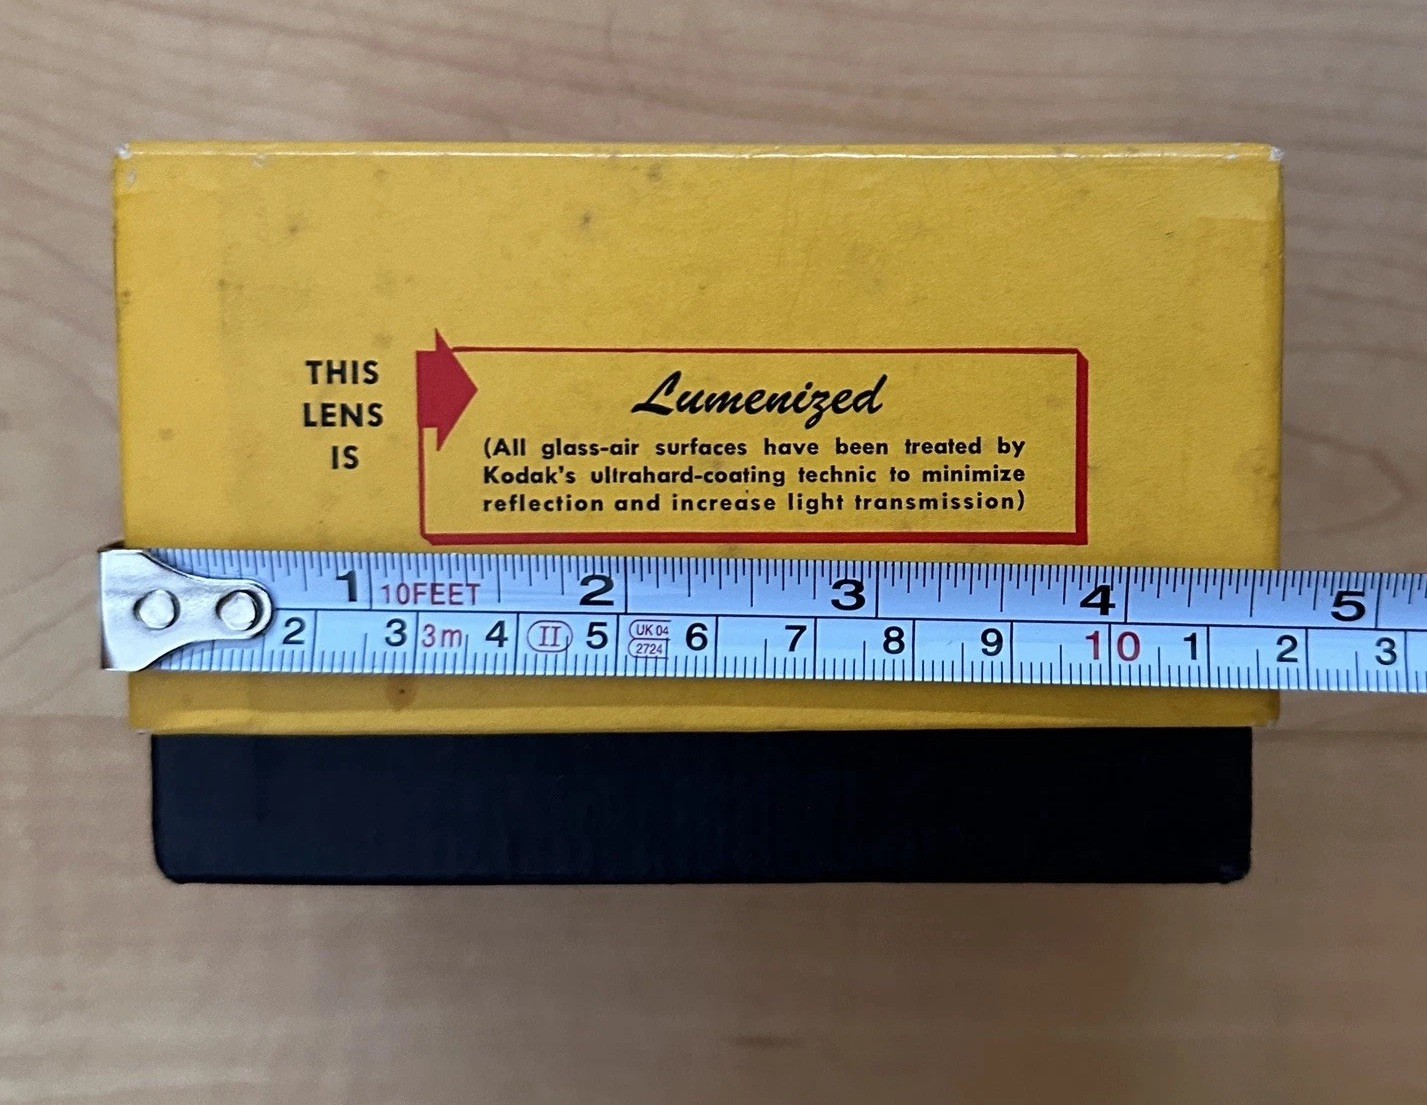 THIS
LENS
IS
Lumenized
(All glass-air surfaces have been treated by
Kodak's ultrahard-coating technic to minimize
reflection and increase light transmission)
1 10FEET 2 3 4 5
2 3 3m 4 II 5 UK 04 6 7 8 9 10 1 2 3
2724